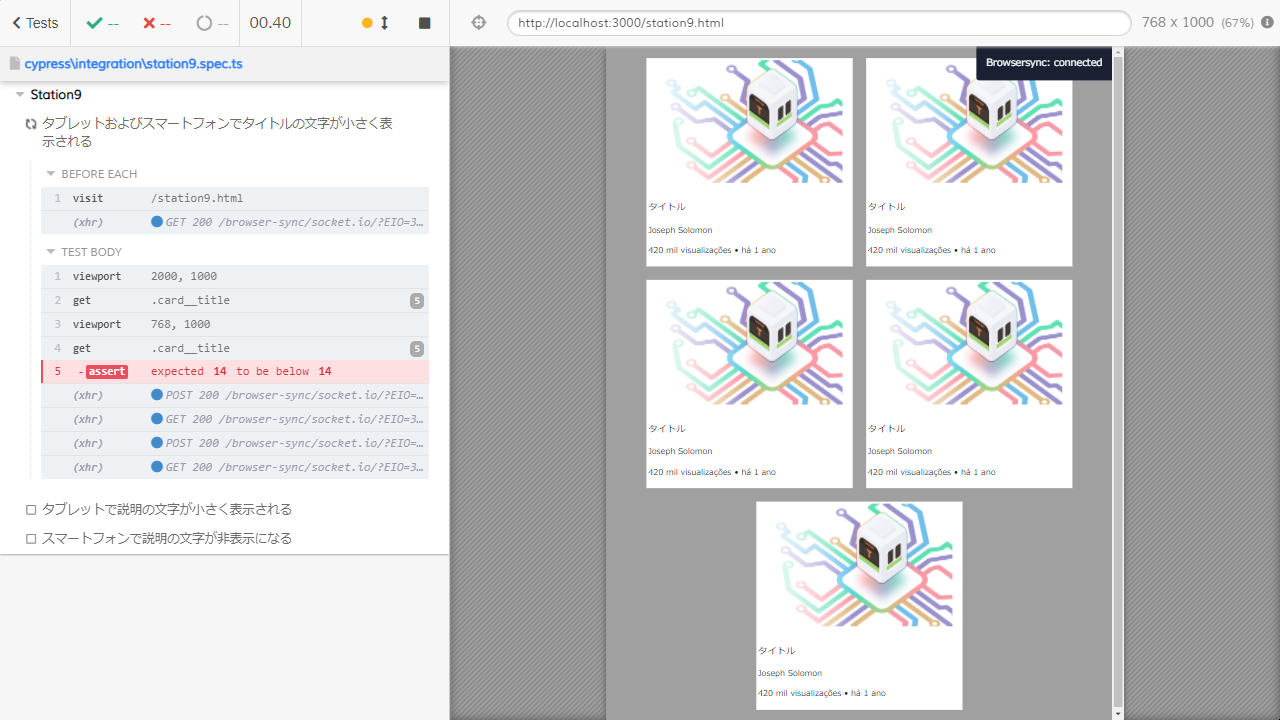 Tests
--
--
--
00.40
http://localhost:3000/station9.html
768 x 1000 (67%)
cypress\integration\station9.spec.ts
Station9
タブレットおよびスマートフォンでタイトルの文字が小さく表
示される
BEFORE EACH
1 visit /station9.html
(xhr) GET 200 /browser-sync/socket.io/?EIO=3…
TEST BODY
1 viewport 2000, 1000
2 get .card__title 5
3 viewport 768, 1000
4 get .card__title 5
5 -assert expected 14 to be below 14
(xhr) POST 200 /browser-sync/socket.io/?EIO=…
(xhr) GET 200 /browser-sync/socket.io/?EIO=3…
(xhr) POST 200 /browser-sync/socket.io/?EIO=…
(xhr) GET 200 /browser-sync/socket.io/?EIO=3…
タブレットで説明の文字が小さく表示される
スマートフォンで説明の文字が非表示になる
Browsersync: connected
タイトル
Joseph Solomon
420 mil visualizações • há 1 ano
タイトル
Joseph Solomon
420 mil visualizações • há 1 ano
タイトル
Joseph Solomon
420 mil visualizações • há 1 ano
タイトル
Joseph Solomon
420 mil visualizações • há 1 ano
タイトル
Joseph Solomon
420 mil visualizações • há 1 ano